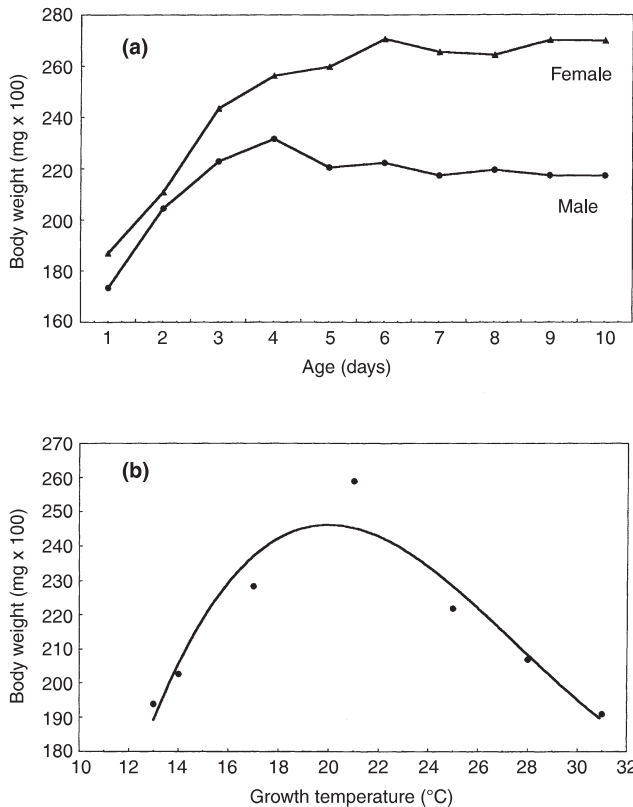 (a)
280
260
240
220
200
180
160
Body weight (mg x 100)
Female
Male
1 2 3 4 5 6 7 8 9 10
Age (days)
(b)
270
260
250
240
230
220
210
200
190
180
Body weight (mg x 100)
10 12 14 16 18 20 22 24 26 28 30 32
Growth temperature (°C)